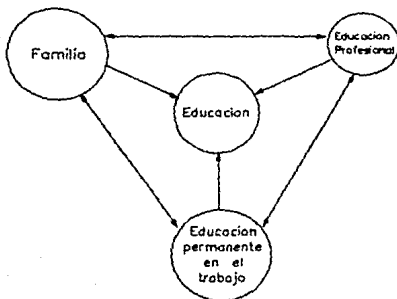 Familia
Educacion
Profesional
Educacion
Educacion
permanente
en el
trabajo